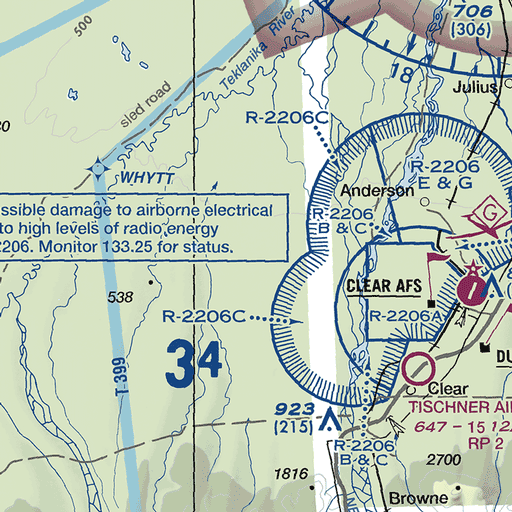 500
Teklanika River
706
(306)
18
Julius
sled road
R-2206C
R-2206
E & G
WHYTT
Anderson
ssible damage to airborne electrical
to high levels of radio energy
2206. Monitor 133.25 for status.
R-2206
B & C
G
CLEAR AFS
538
R-2206C
R-2206A
34
T 399
Clear
923
(215)
TISCHNER AI
647 - 15 12
RP 2
R-2206
B & C
1816
2700
Browne